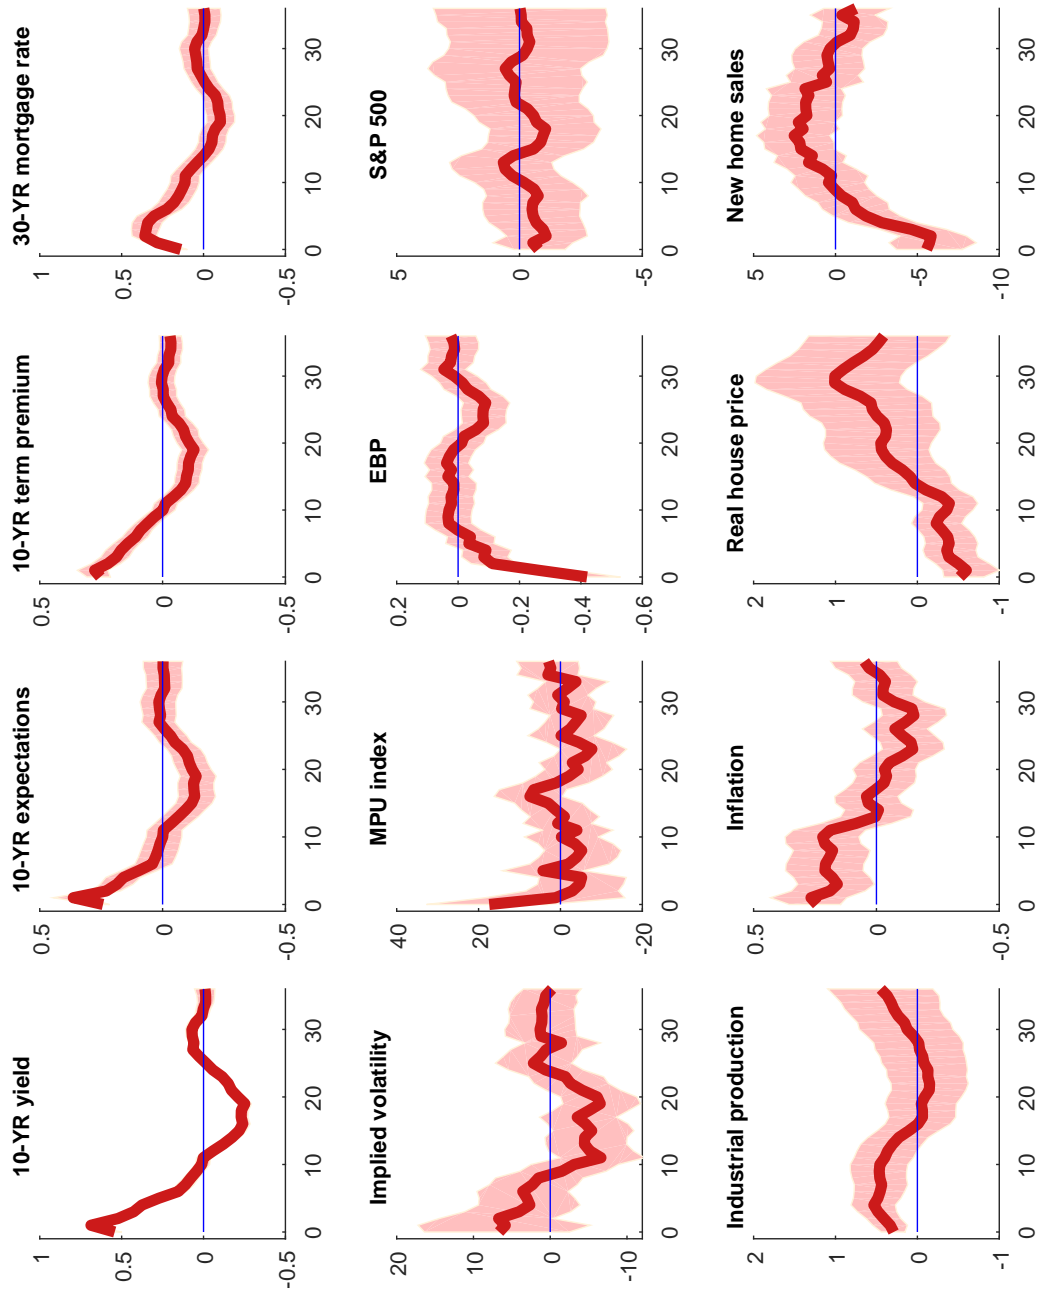 10-YR yield
1
0.5
0
-0.5
0 10 20 30
10-YR expectations
0.5
0
-0.5
0 10 20 30
10-YR term premium
0.5
0
-0.5
0 10 20 30
30-YR mortgage rate
1
0.5
0
-0.5
0 10 20 30
Implied volatility
20
10
0
-10
0 10 20 30
MPU index
40
20
0
-20
0 10 20 30
EBP
0.2
0
-0.2
-0.4
-0.6
0 10 20 30
S&P 500
5
0
-5
0 10 20 30
Industrial production
2
1
0
-1
0 10 20 30
Inflation
0.5
0
-0.5
0 10 20 30
Real house price
2
1
0
-1
0 10 20 30
New home sales
5
0
-5
-10
0 10 20 30